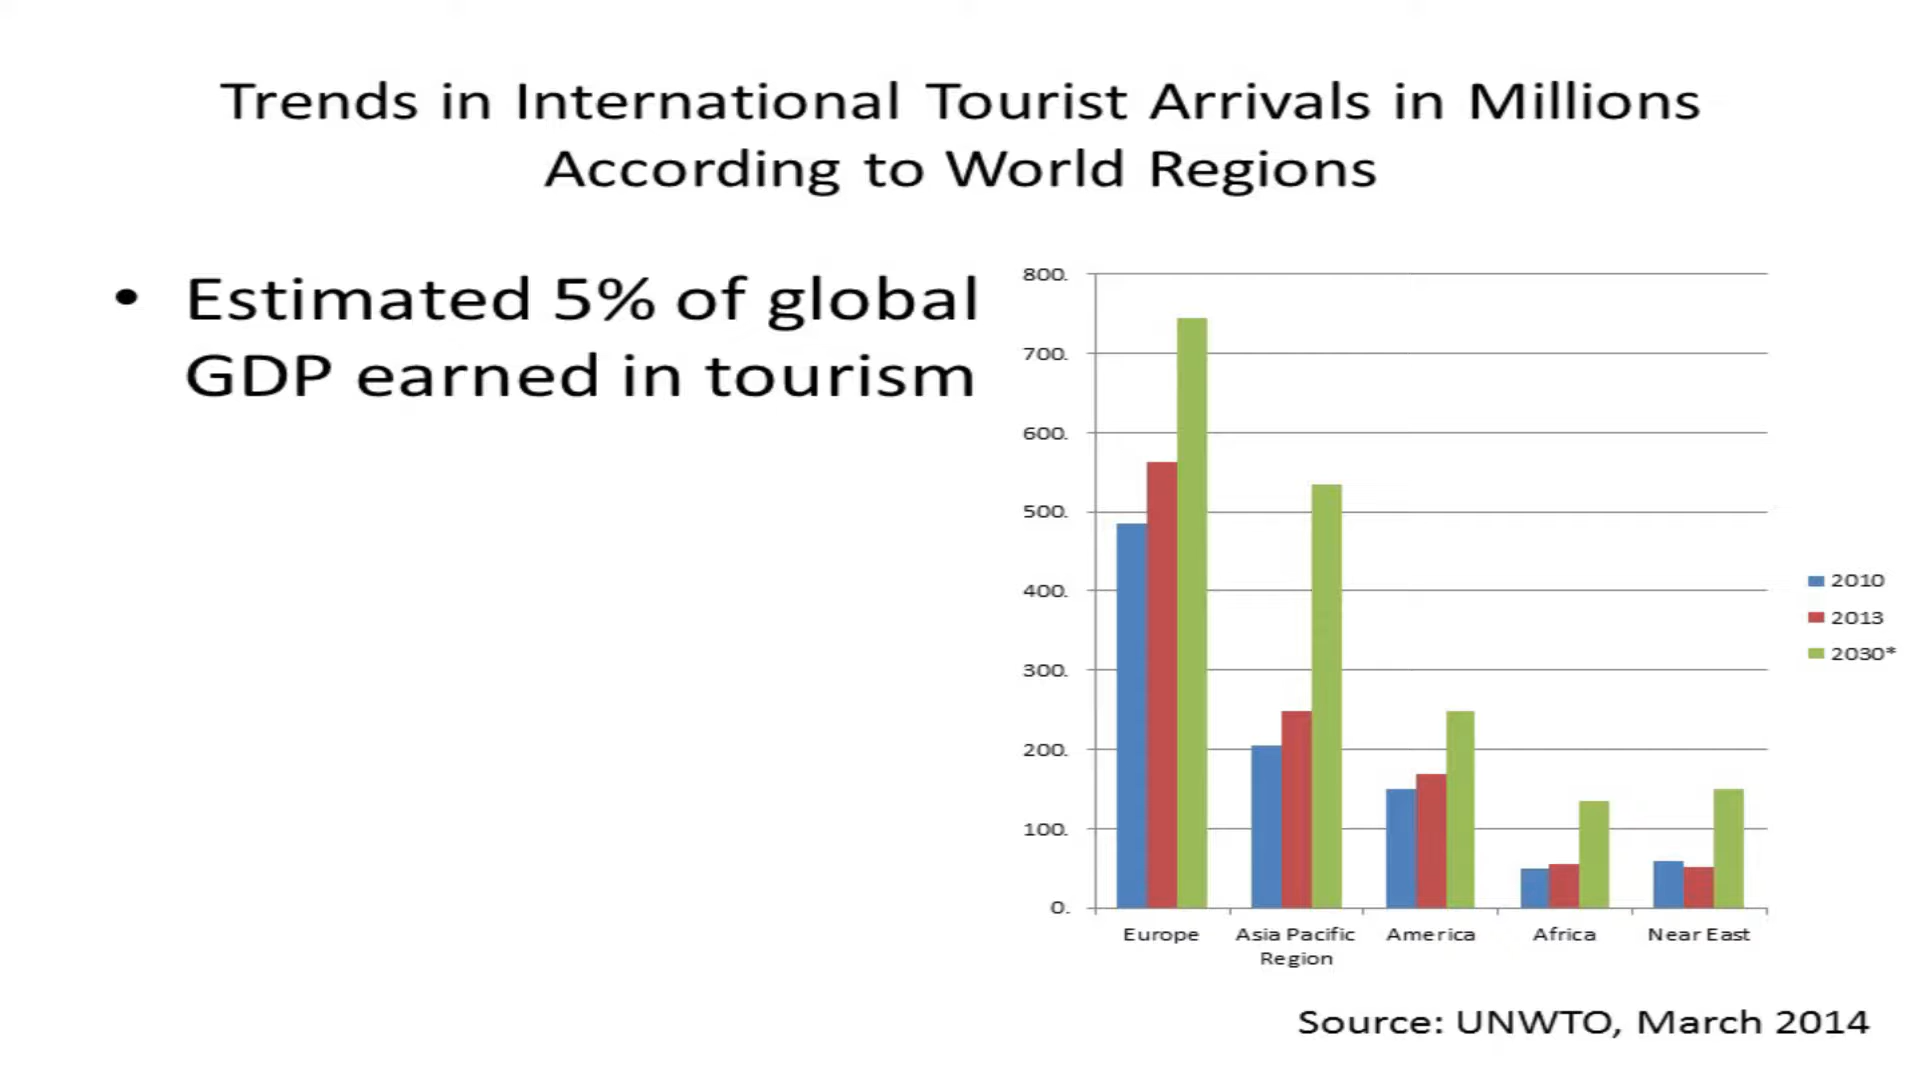 Trends in International Tourist Arrivals in Millions
According to World Regions
• Estimated 5% of global
GDP earned in tourism
800.
700.
600.
500.
400.
300.
200.
100.
0.
Europe
Asia Pacific
Region
America
Africa
Near East
2010
2013
2030*
Source: UNWTO, March 2014